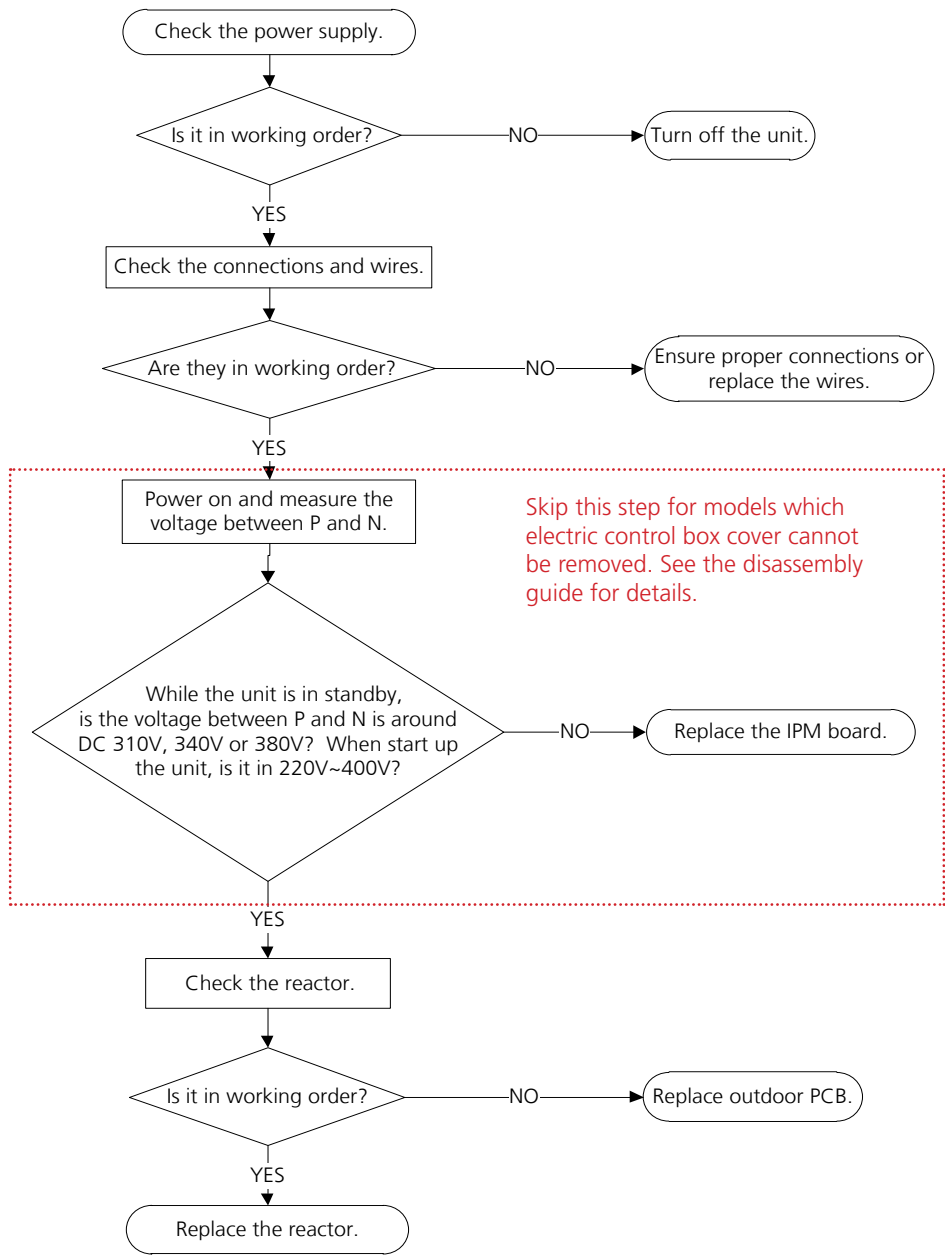 Check the power supply.
Is it in working order?
NO
Turn off the unit.
YES
Check the connections and wires.
Are they in working order?
NO
Ensure proper connections or
replace the wires.
YES
Power on and measure the
voltage between P and N.
Skip this step for models which
electric control box cover cannot
be removed. See the disassembly
guide for details.
While the unit is in standby,
is the voltage between P and N is around
DC 310V, 340V or 380V? When start up
the unit, is it in 220V~400V?
NO
Replace the IPM board.
YES
Check the reactor.
Is it in working order?
NO
Replace outdoor PCB.
YES
Replace the reactor.